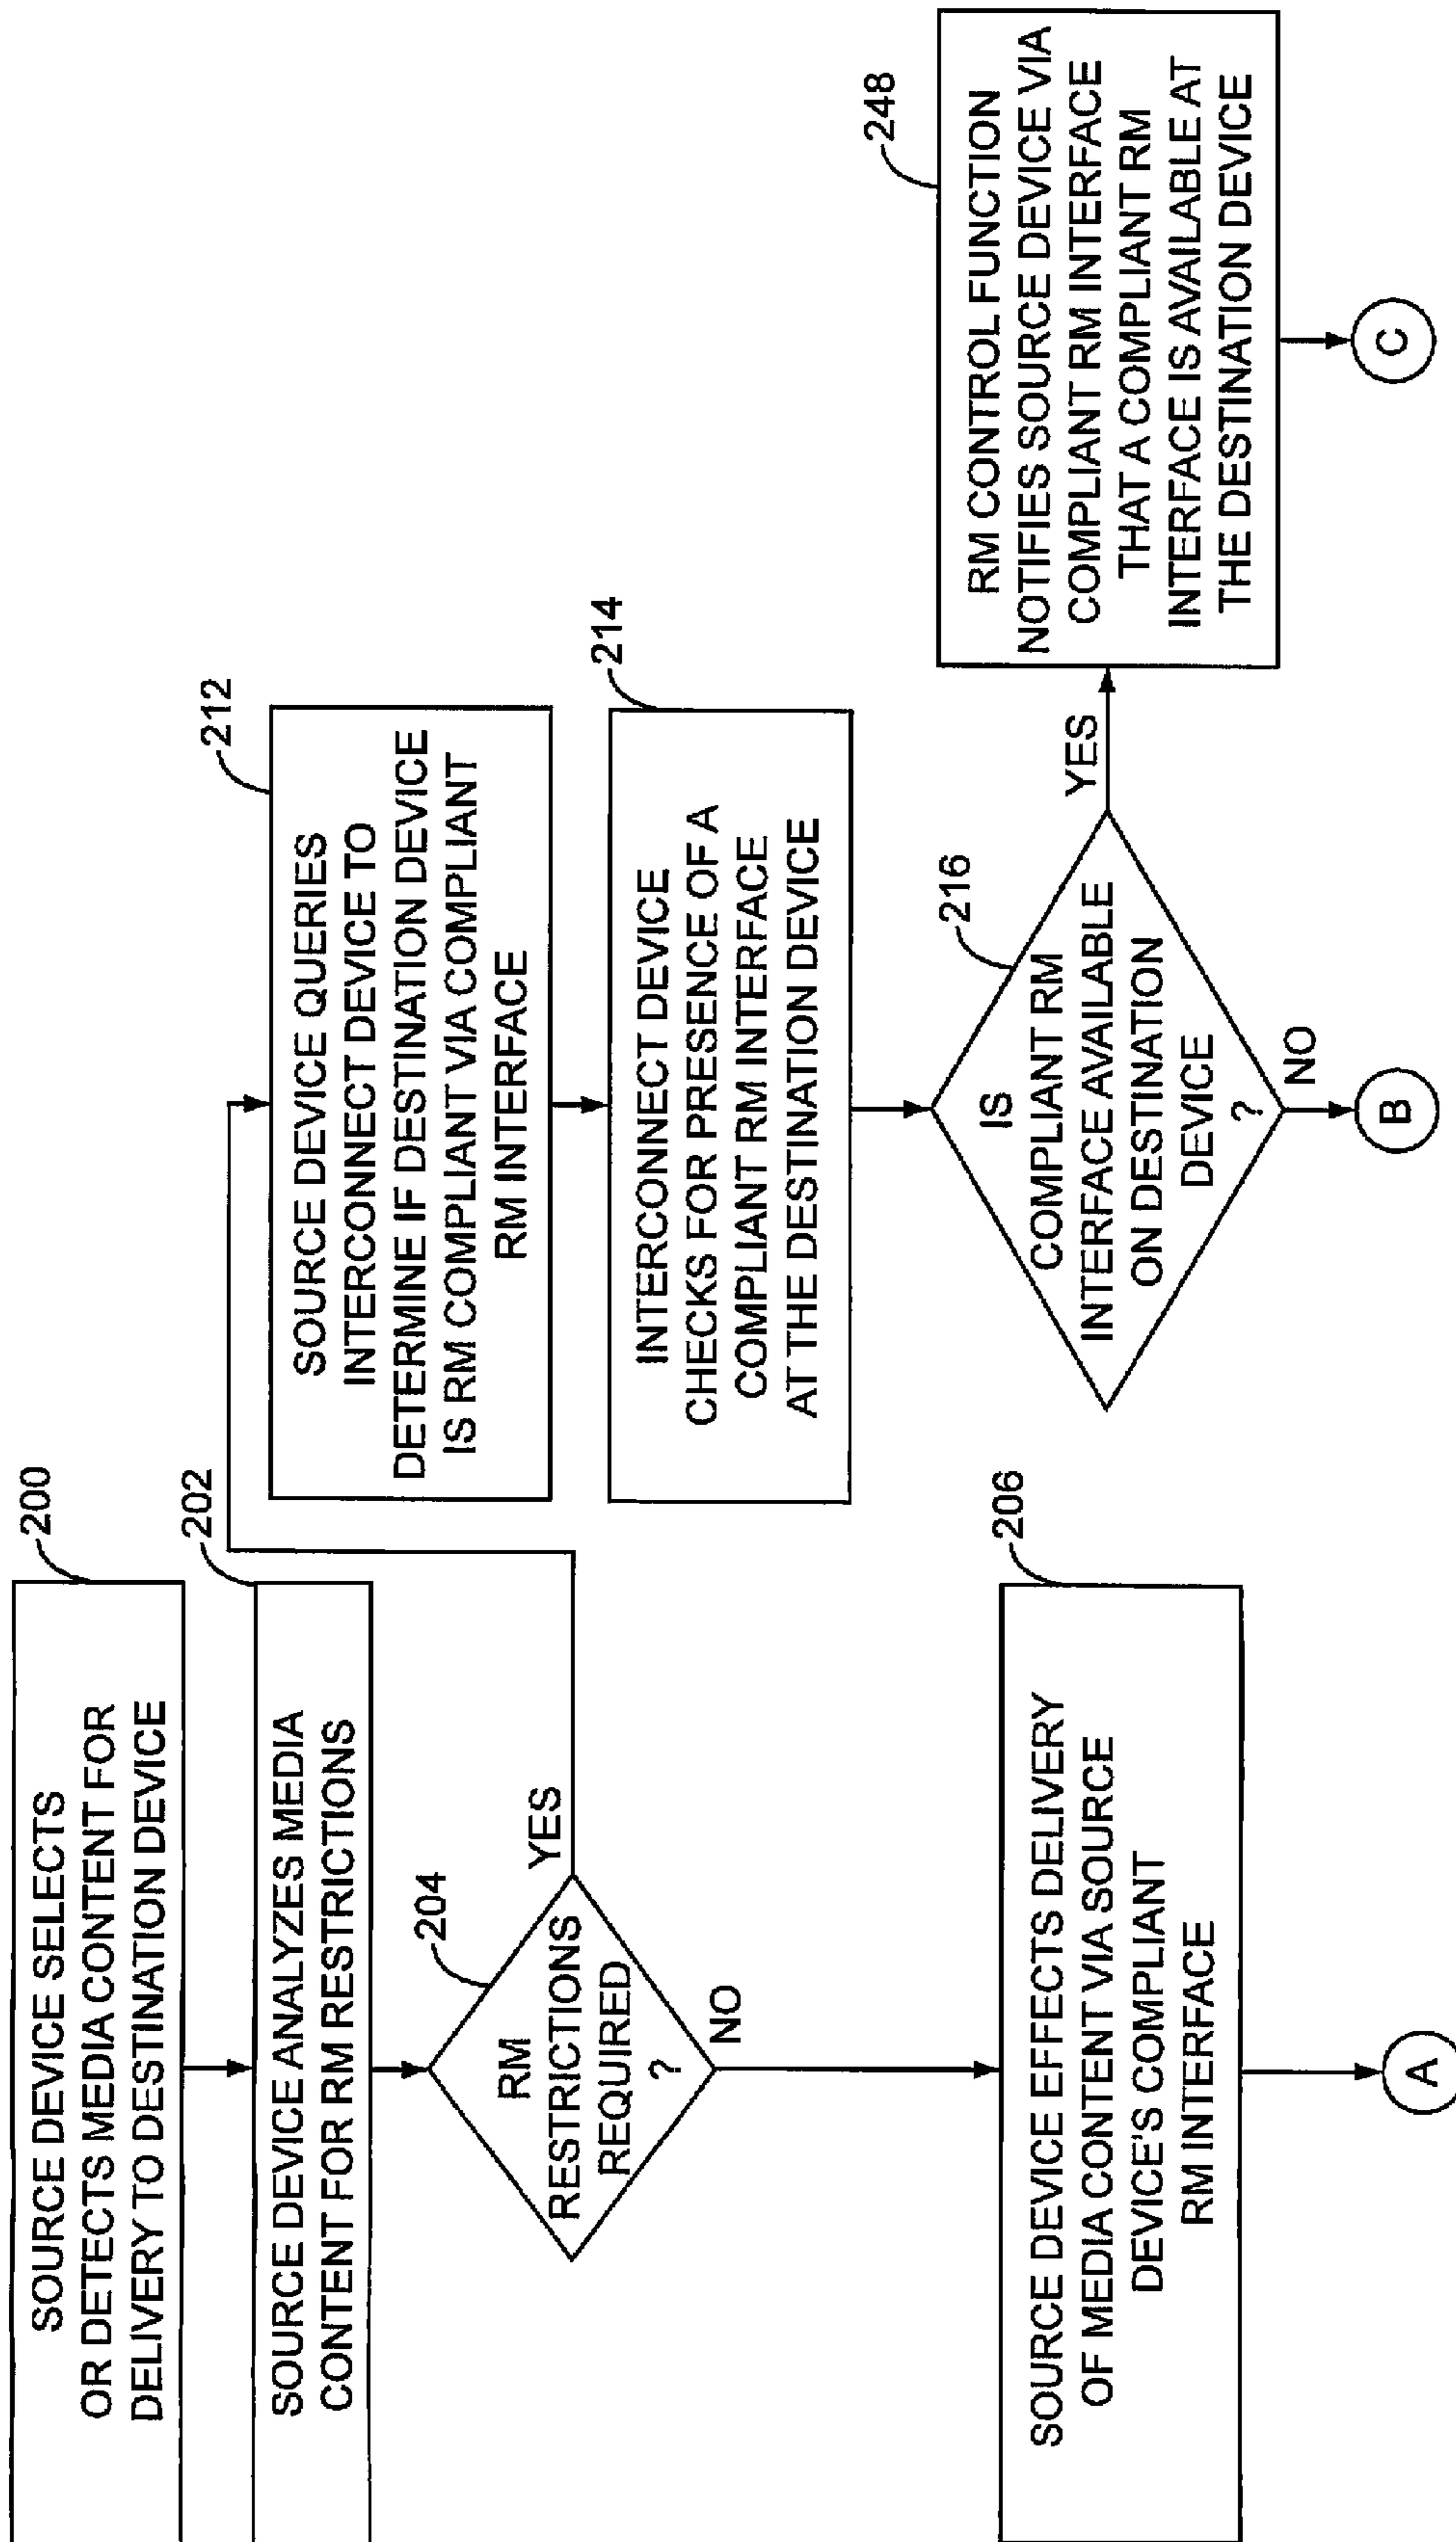 200
SOURCE DEVICE SELECTS
OR DETECTS MEDIA CONTENT FOR
DELIVERY TO DESTINATION DEVICE
202
SOURCE DEVICE ANALYZES MEDIA
CONTENT FOR RM RESTRICTIONS
204
RM
RESTRICTIONS
REQUIRED
?
YES
NO
206
SOURCE DEVICE EFFECTS DELIVERY
OF MEDIA CONTENT VIA SOURCE
DEVICE'S COMPLIANT
RM INTERFACE
A
212
SOURCE DEVICE QUERIES
INTERCONNECT DEVICE TO
DETERMINE IF DESTINATION DEVICE
IS RM COMPLIANT VIA COMPLIANT
RM INTERFACE
214
INTERCONNECT DEVICE
CHECKS FOR PRESENCE OF A
COMPLIANT RM INTERFACE
AT THE DESTINATION DEVICE
216
IS
COMPLIANT RM
INTERFACE AVAILABLE
ON DESTINATION
DEVICE
?
YES
NO
B
248
RM CONTROL FUNCTION
NOTIFIES SOURCE DEVICE VIA
COMPLIANT RM INTERFACE
THAT A COMPLIANT RM
INTERFACE IS AVAILABLE AT
THE DESTINATION DEVICE
C